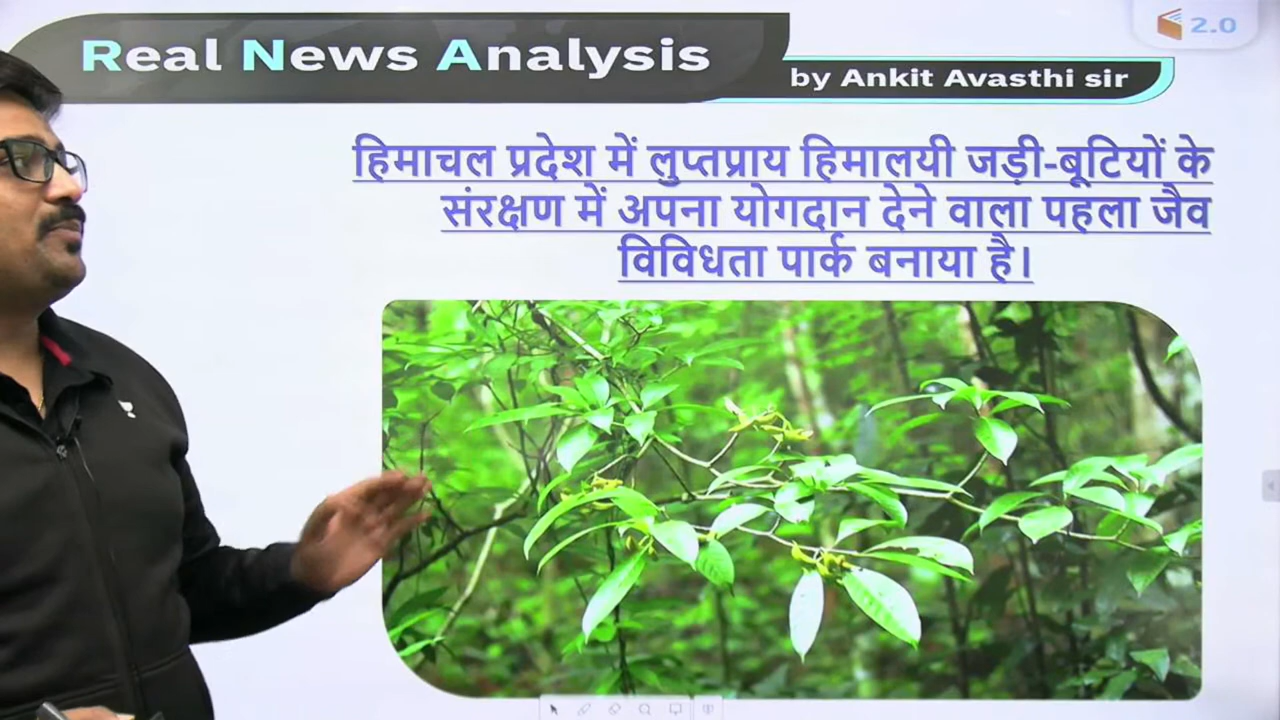 Real News Analysis
by Ankit Avasthi sir
2.0
हिमाचल प्रदेश में लुप्तप्राय हिमालयी जड़ी-बूटियों के
संरक्षण में अपना योगदान देने वाला पहला जैव
विविधता पार्क बनाया है।